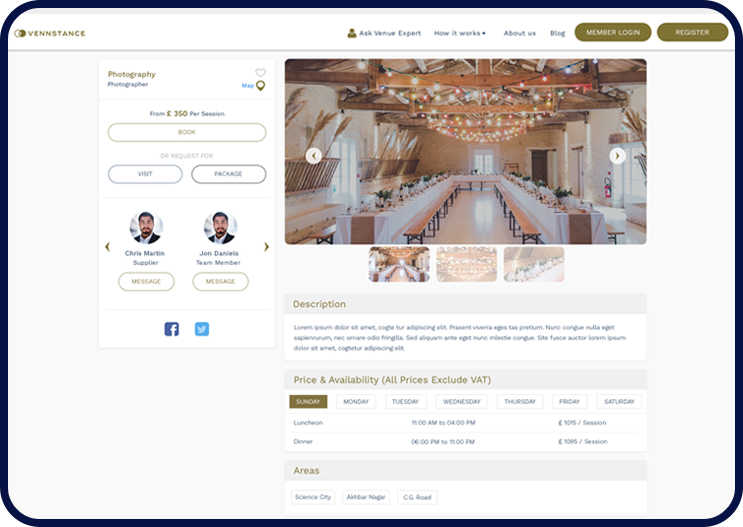 VENNSTANCE
Ask Venue Expert How it works About us Blog MEMBER LOGIN REGISTER
Photography
Photographer
Map
From £ 350 Per Session
BOOK
OR REQUEST FOR
VISIT PACKAGE
Chris Martin Jon Daniels
Supplier Team Member
MESSAGE MESSAGE
Description
Lorem ipsum dolor sit amet, cogte tur adipiscing elit. Prasent viverra eges tas pretium. Nunc congue nulla eget
sapienrurum, nec ornare odio fringilla. Sed aliquam ante eget nunc mlestie congue. Site fusce auctor lorem ipsum
dolor sit amet, cogtetur adipiscing elit.
Price & Availability (All Prices Exclude VAT)
SUNDAY MONDAY TUESDAY WEDNESDAY THURSDAY FRIDAY SATURDAY
Luncheon 11:00 AM to 04:00 PM £ 1015 / Session
Dinner 06:00 PM to 11:00 PM £ 1095 / Session
Areas
Science City Akhbar Nagar C.G. Road